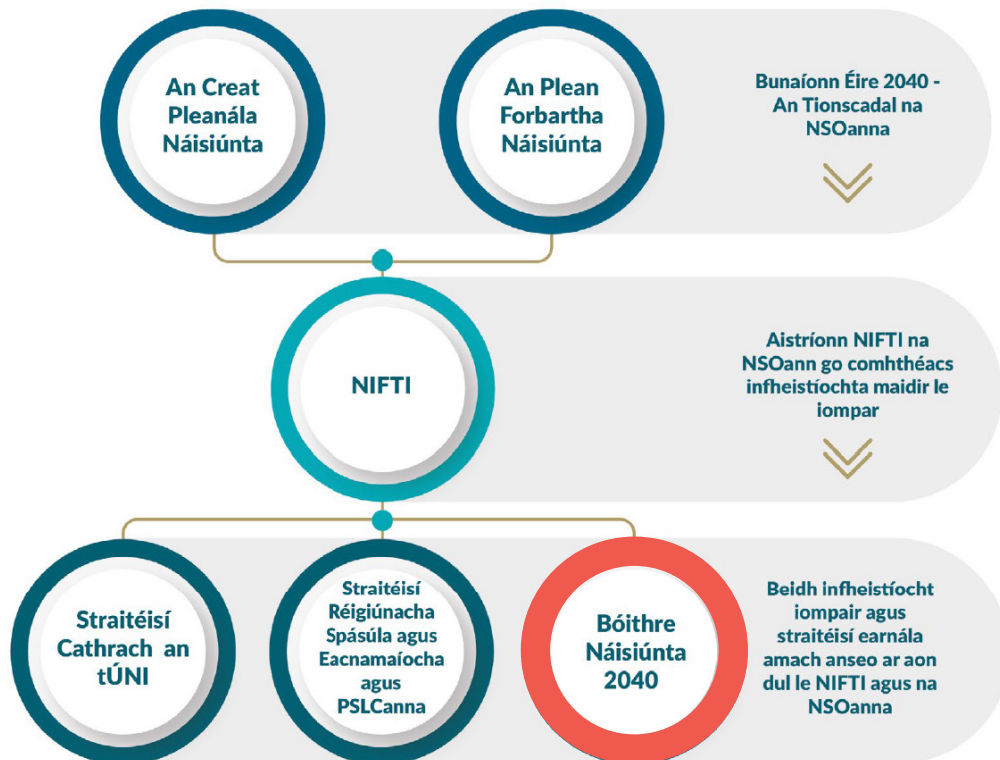 An Creat
Pleanála
Náisiúnta
An Plean
Forbartha
Náisiúnta
Bunaíonn Éire 2040 -
An Tionscadal na
NSOanna
NIFTI
Aistríonn NIFTI na
NSOann go comhthéacs
infheistíochta maidir le
iompar
Straitéisí
Cathrach an
tÚNI
Straitéisí
Réigiúnacha
Spásúla agus
Eacnamaíocha
agus
PSLCanna
Bóithre
Náisiúnta
2040
Beidh infheistíocht
iompair agus
straitéisí earnála
amach anseo ar aon
dul le NIFTI agus na
NSOanna